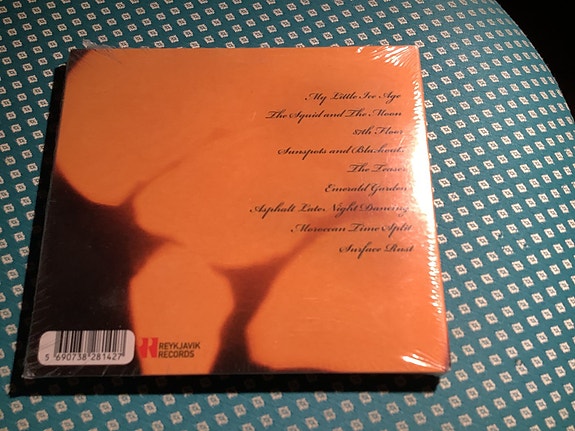 My Little Ice Age
The Squid and The Moon
87th Floor
Sunspots and Blackouts
The Teaser
Emerald Garden
Asphalt Late Night Dancing
Moroccan Time Split
Surface Rust
5 690738 281427
REYKJAVIK
RECORDS